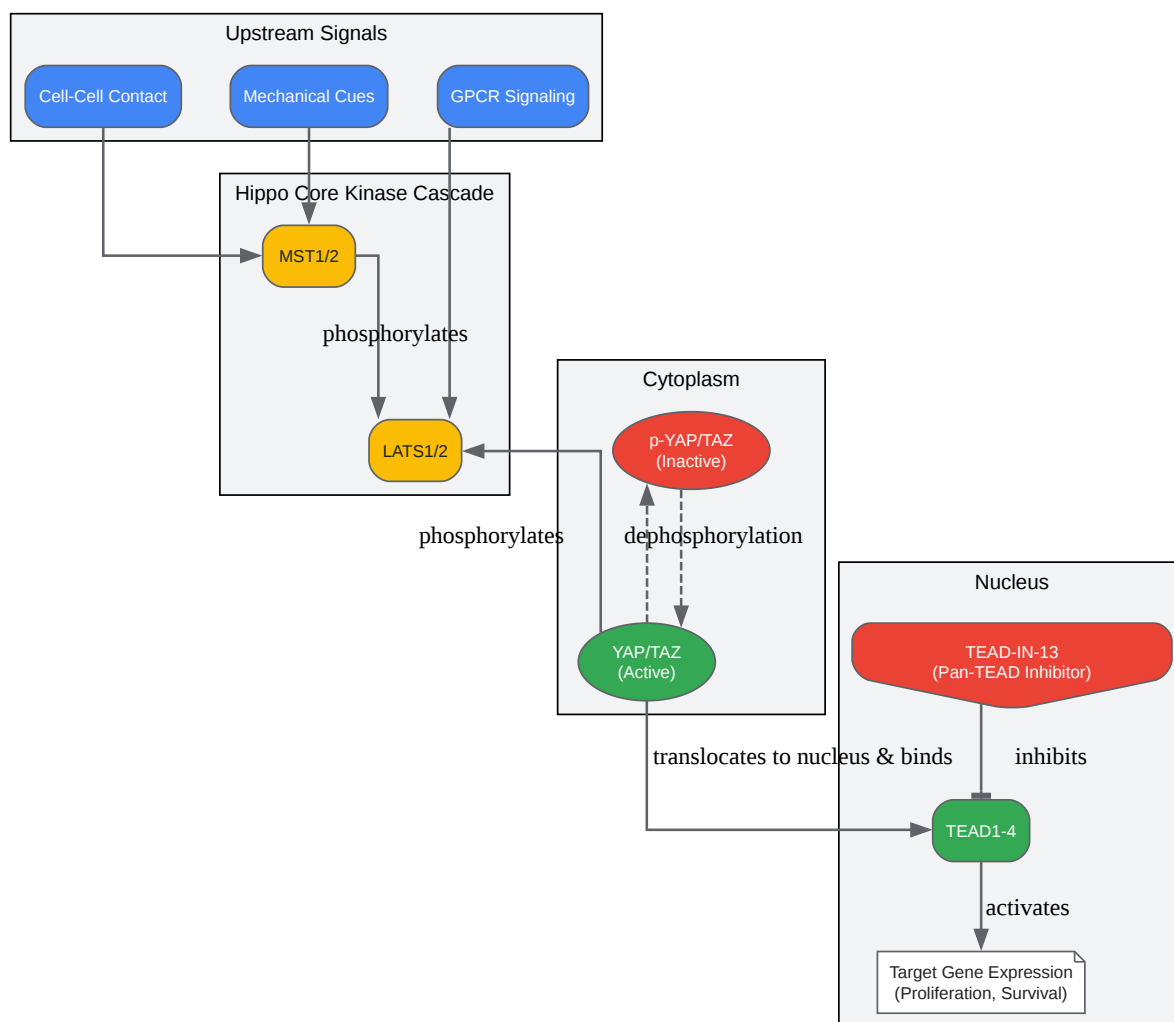 Upstream Signals
Cell-Cell Contact
Mechanical Cues
GPCR Signaling
Hippo Core Kinase Cascade
MST1/2
phosphorylates
LATS1/2
Cytoplasm
p-YAP/TAZ
(Inactive)
phosphorylates
dephosphorylation
YAP/TAZ
(Active)
Nucleus
TEAD-IN-13
(Pan-TEAD Inhibitor)
translocates to nucleus & binds
inhibits
TEAD1-4
activates
Target Gene Expression
(Proliferation, Survival)